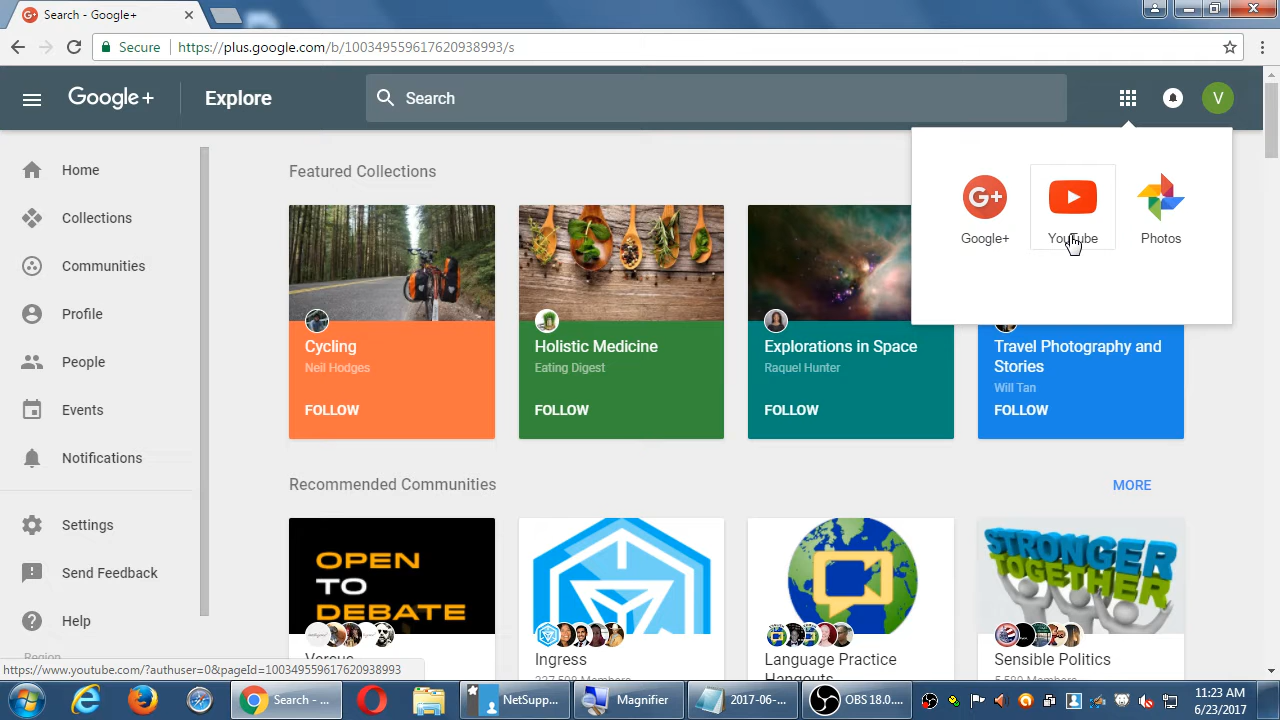 Search - Google+
Secure
https://plus.google.com/b/100349559617620938993/s
Google+
Explore
Search
V
Home
Collections
Communities
Profile
People
Events
Notifications
Settings
Send Feedback
Help
Region
https://www.youtube.com/?authuser=0&pageId=100349559617620938993
Google+
YouTube
Photos
Featured Collections
Cycling
Neil Hodges
FOLLOW
Holistic Medicine
Eating Digest
FOLLOW
Explorations in Space
Raquel Hunter
FOLLOW
Travel Photography and
Stories
Will Tan
FOLLOW
Recommended Communities
MORE
OPEN
TO
DEBATE
Versus
Ingress
Language Practice
Hangouts
STRONGER
TOGETHER
Sensible Politics
Search - ...
NetSupp...
Magnifier
2017-06-...
OBS 18.0....
11:23 AM
6/23/2017